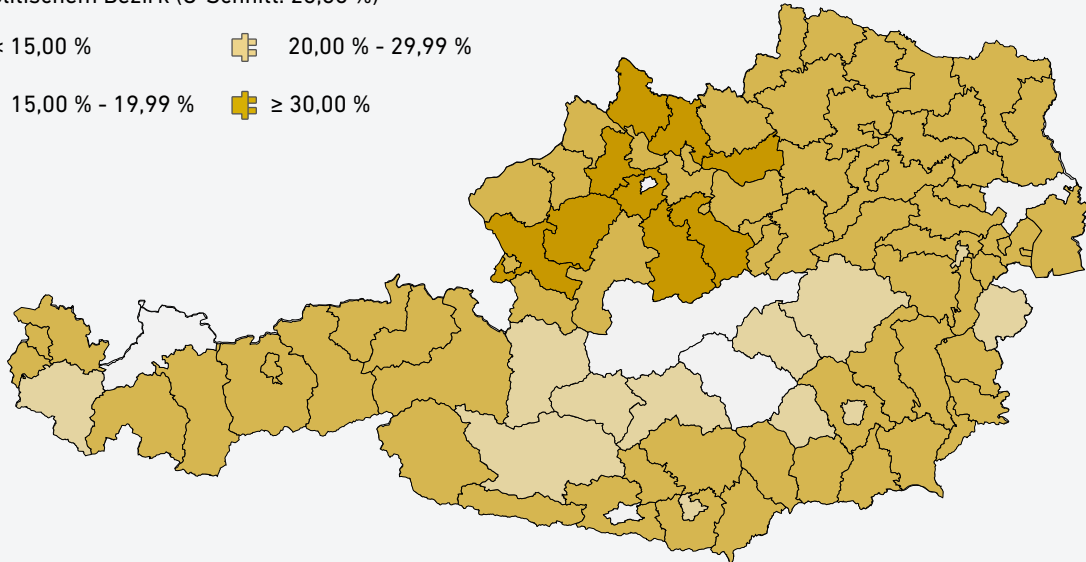 15,00 %
20,00 % - 29,99 %
15,00 % - 19,99 %
≥ 30,00 %